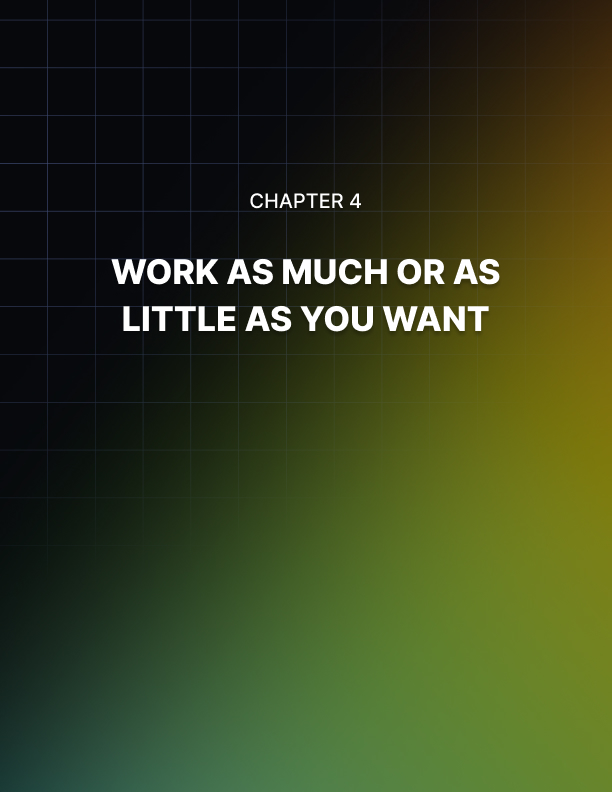 CHAPTER 4
WORK AS MUCH OR AS
LITTLE AS YOU WANT